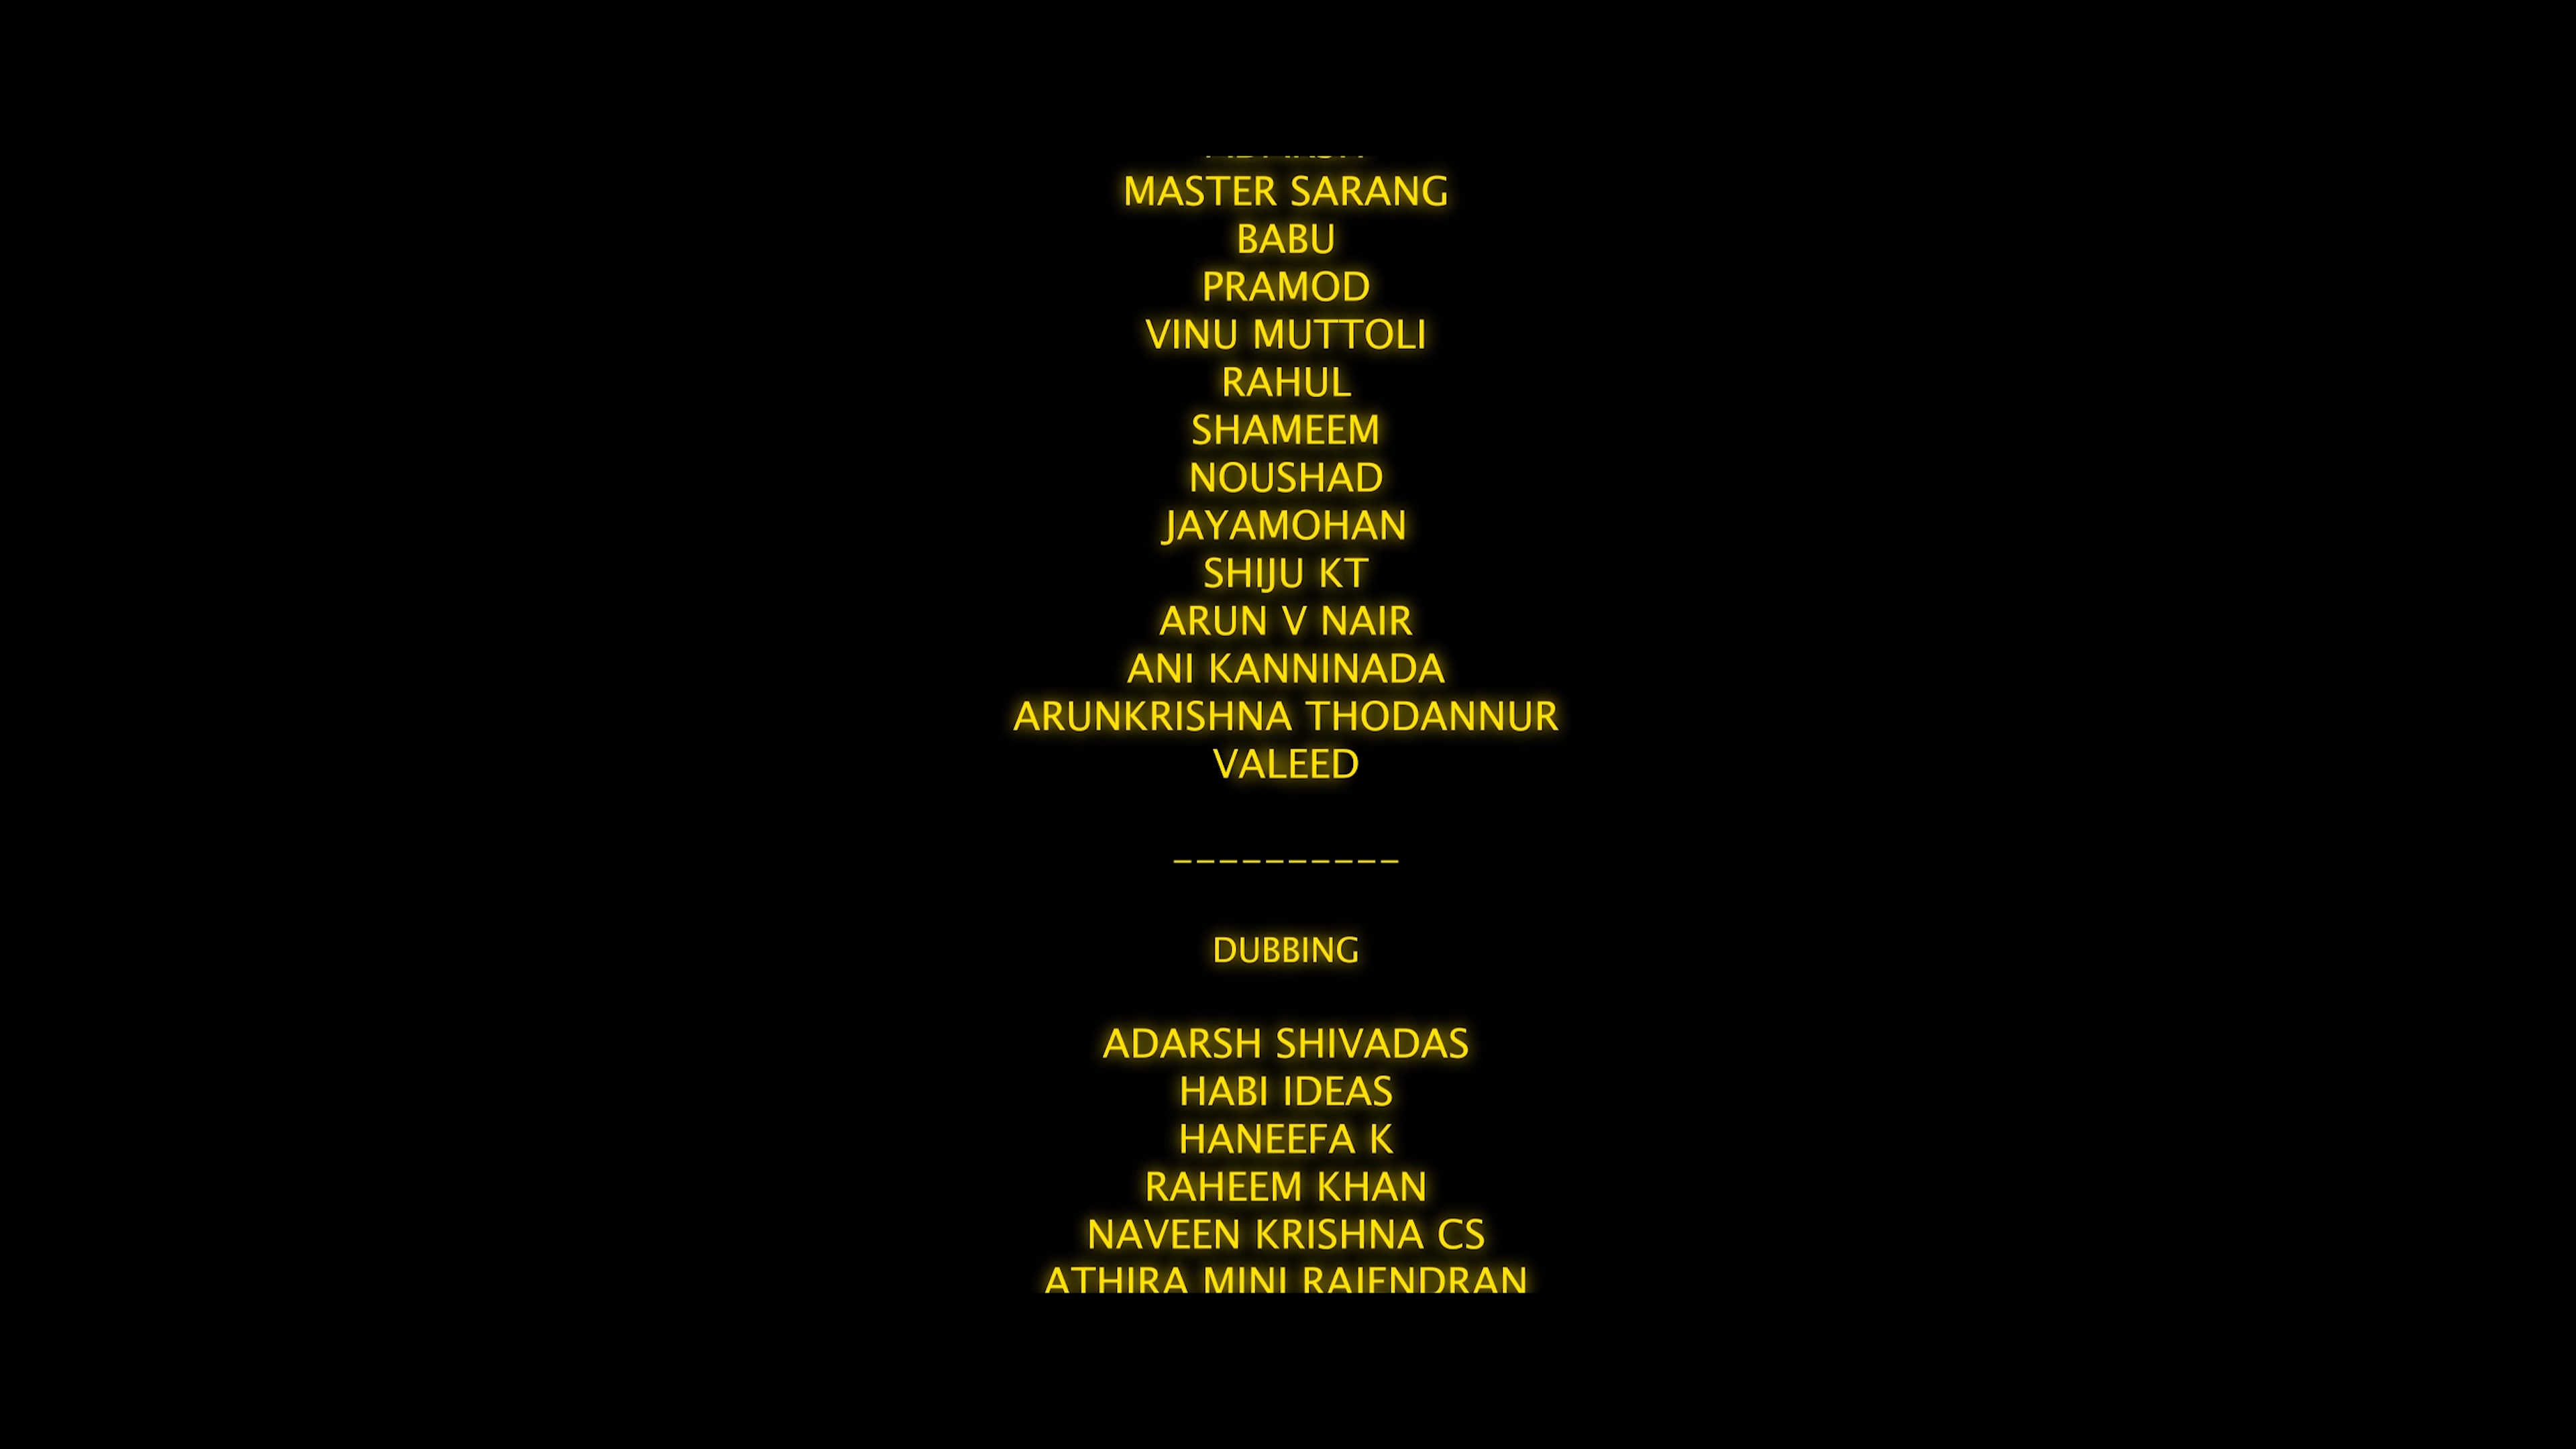 MASTER SARANG
BABU
PRAMOD
VINU MUTTOLI
RAHUL
SHAMEEM
NOUSHAD
JAYAMOHAN
SHIJU KT
ARUN V NAIR
ANI KANNINADA
ARUNKRISHNA THODANNUR
VALEED
----------
DUBBING
ADARSH SHIVADAS
HABI IDEAS
HANEEFA K
RAHEEM KHAN
NAVEEN KRISHNA CS
ATHIRA MINI RAJENDRAN